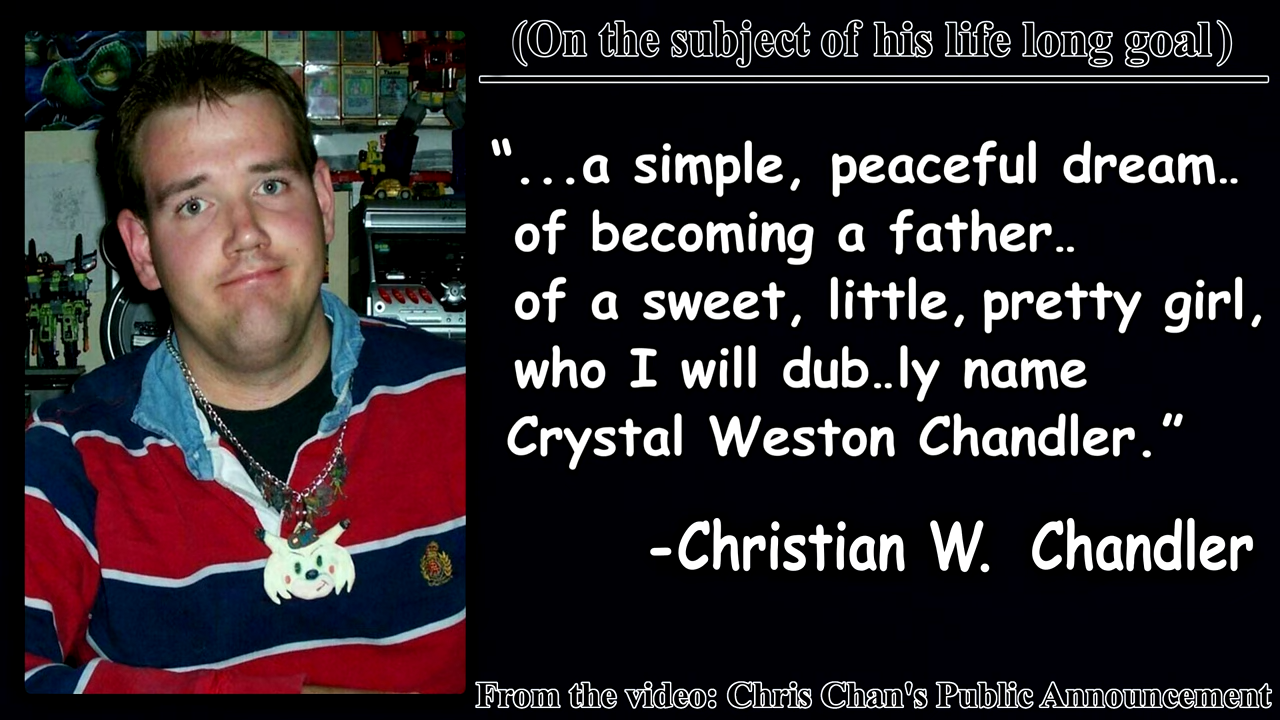 (On the subject of his life long goal)
“...a simple, peaceful dream..
of becoming a father..
of a sweet, little, pretty girl,
who I will dub..ly name
Crystal Weston Chandler.”
-Christian W. Chandler
From the video: Chris Chan's Public Announcement